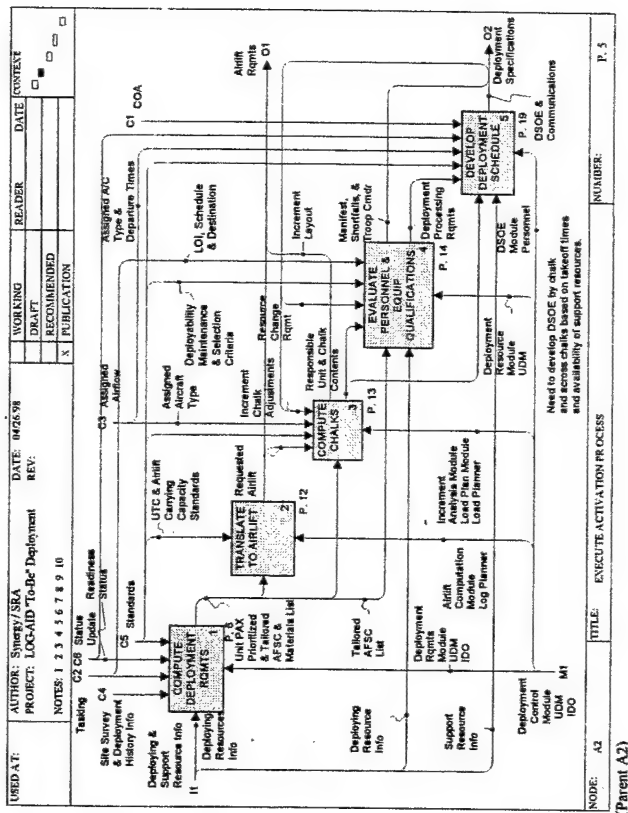 USED AT:
AUTHOR: Synergy/SRA
DATE: 04/26/98
WORKING
READER
DATE
CONTEXT
PROJECT: LOG-AID "To-Be" Deployment
REV:
DRAFT
RECOMMENDED
NOTES: 1 2 3 4 5 6 7 8 9 10
X
PUBLICATION
Tasking
C2
C6
Status
Update
Readiness
Status
C4
Site Survey
& Deployment
History Info
C5
Standards
C3
Assigned
Airflow
Assigned A/C
Type &
Departure Times
C1
COA
LOI, Schedule
& Destination
Deployability
Maintenance
& Selection
Criteria
Assigned
Aircraft
Type
UTC & Airlift
Carrying
Capacity
Standards
Increment
Chalk
Adjustments
Resource
Change
Rqmt
Increment
Layout
Airlift
Rqmts
O1
I1
Deploying &
Support
Resource Info
Deploying
Resources
Info
COMPUTE
DEPLOYMENT
RQMTS
1
Unit PAX
Prioritized
& Tailored
AFSC &
Materials List
TRANSLATE
TO AIRLIFT
2
P. 12
Requested
Airlift
COMPUTE
CHALKS
3
P. 13
Responsible
Unit & Chalk
Contents
EVALUATE
PERSONNEL &
EQUIP
QUALIFICATIONS
4
P. 14
Manifest,
Shortfalls, &
Troop Cmdr
Deployment
Processing
Rqmts
DEVELOP
DEPLOYMENT
SCHEDULE
5
P. 19
DSOE &
Communications
O2
Deployment
Specifications
Tailored
AFSC
List
Deploying
Resource
Info
Support
Resource
Info
Deployment
Rqmts
Module
UDM
IDO
Airlift
Computation
Module
Log Planner
Increment
Analysis Module
Load Plan Module
Load Planner
Deployment
Resource
Module
UDM
DSOE
Module
Personnel
Deployment
Control
Module
UDM
IDO
M1
Need to develop DSOE by chalk
and across chalks based on takeoff times
and availability of support resources.
NODE: A2
TITLE: EXECUTE ACTIVATION PROCESS
NUMBER:
P. 5
(Parent A2)